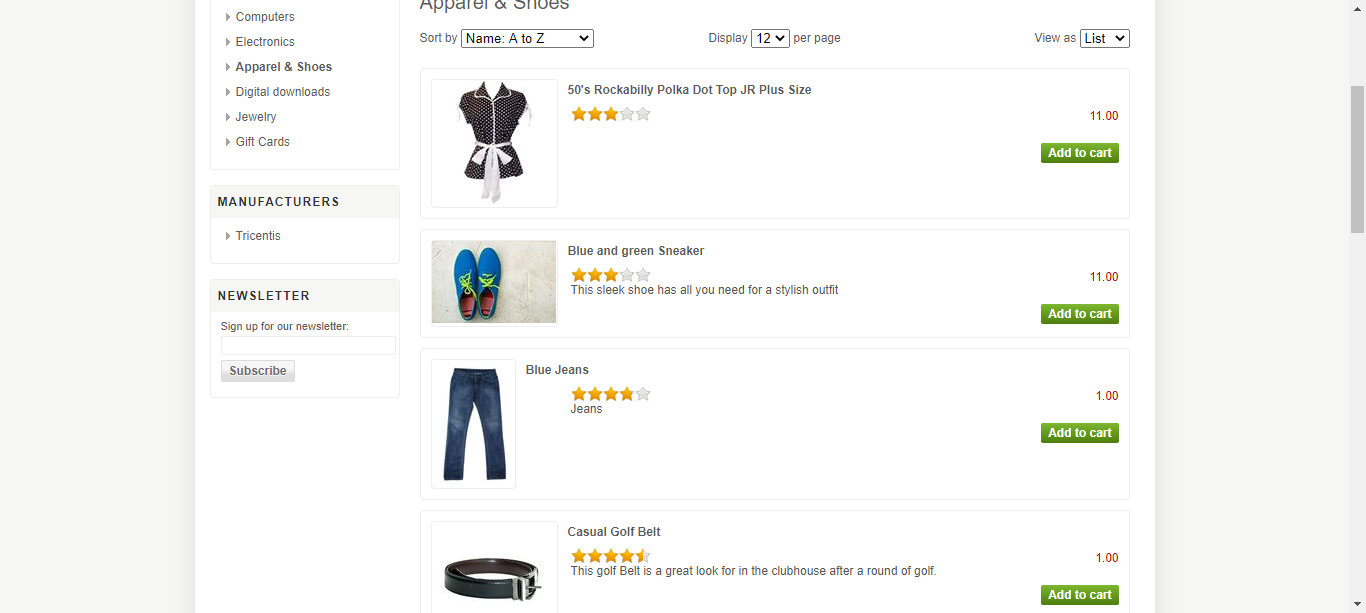 Computers
Electronics
Apparel & Shoes
Digital downloads
Jewelry
Gift Cards
MANUFACTURERS
Tricentis
NEWSLETTER
Sign up for our newsletter:
Subscribe
Apparel & Shoes
Sort by Name: A to Z Display 12 per page View as List
50's Rockabilly Polka Dot Top JR Plus Size
11.00
Add to cart
Blue and green Sneaker
11.00
This sleek shoe has all you need for a stylish outfit
Add to cart
Blue Jeans
1.00
Jeans
Add to cart
Casual Golf Belt
1.00
This golf Belt is a great look for in the clubhouse after a round of golf.
Add to cart